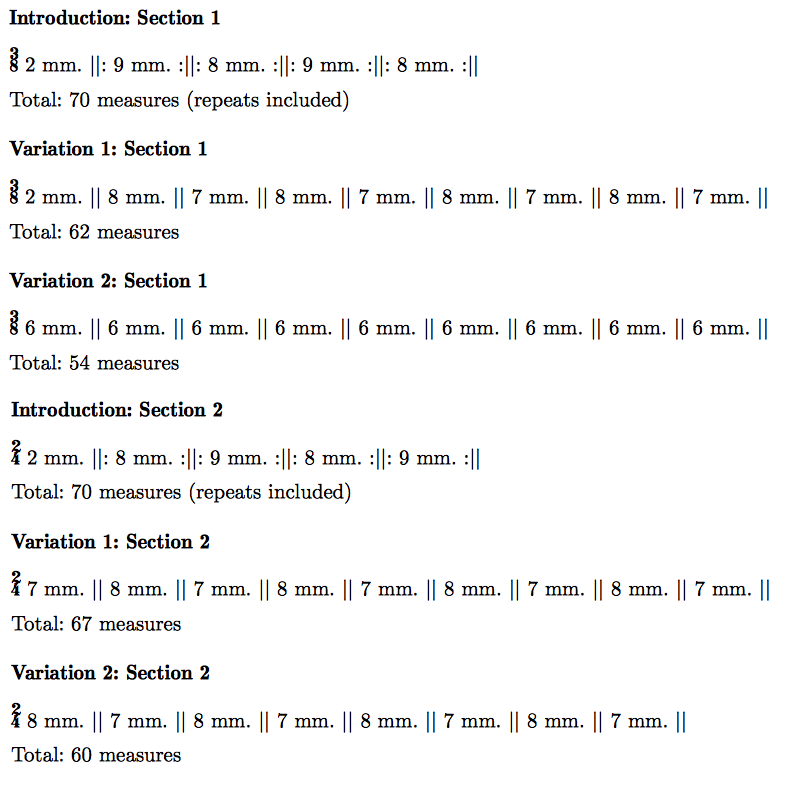 Introduction: Section 1
3/8 2 mm. ||: 9 mm. :||: 8 mm. :||: 9 mm. :||: 8 mm. :||
Total: 70 measures (repeats included)
Variation 1: Section 1
3/8 2 mm. || 8 mm. || 7 mm. || 8 mm. || 7 mm. || 8 mm. || 7 mm. || 8 mm. || 7 mm. ||
Total: 62 measures
Variation 2: Section 1
3/8 6 mm. || 6 mm. || 6 mm. || 6 mm. || 6 mm. || 6 mm. || 6 mm. || 6 mm. || 6 mm. ||
Total: 54 measures
Introduction: Section 2
2/4 2 mm. ||: 8 mm. :||: 9 mm. :||: 8 mm. :||: 9 mm. :||
Total: 70 measures (repeats included)
Variation 1: Section 2
2/4 7 mm. || 8 mm. || 7 mm. || 8 mm. || 7 mm. || 8 mm. || 7 mm. || 8 mm. || 7 mm. ||
Total: 67 measures
Variation 2: Section 2
2/4 8 mm. || 7 mm. || 8 mm. || 7 mm. || 8 mm. || 7 mm. || 8 mm. || 7 mm. ||
Total: 60 measures